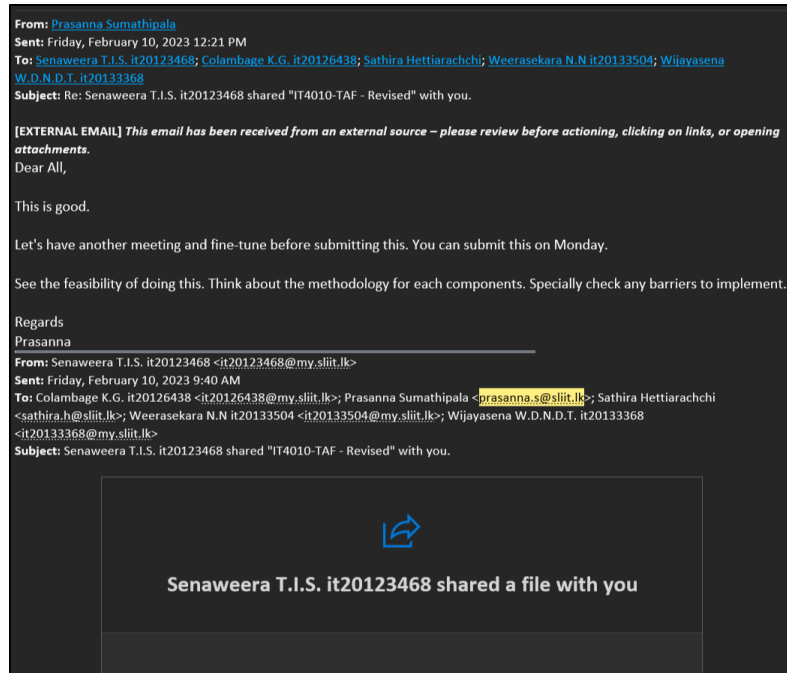 From: Prasanna Sumathipala
Sent: Friday, February 10, 2023 12:21 PM
To: Senaweera T.I.S. it20123468; Colambage K.G. it20126438; Sathira Hettiarachchi; Weerasekara N.N it20133504; Wijayasena
W.D.N.D.T. it20133368
Subject: Re: Senaweera T.I.S. it20123468 shared "IT4010-TAF - Revised" with you.
[EXTERNAL EMAIL] This email has been received from an external source – please review before actioning, clicking on links, or opening
attachments.
Dear All,
This is good.
Let's have another meeting and fine-tune before submitting this. You can submit this on Monday.
See the feasibility of doing this. Think about the methodology for each components. Specially check any barriers to implement.
Regards
Prasanna
From: Senaweera T.I.S. it20123468 <it20123468@my.sliit.lk>
Sent: Friday, February 10, 2023 9:40 AM
To: Colambage K.G. it20126438 <it20126438@my.sliit.lk>; Prasanna Sumathipala <prasanna.s@sliit.lk>; Sathira Hettiarachchi
<sathira.h@sliit.lk>; Weerasekara N.N it20133504 <it20133504@my.sliit.lk>; Wijayasena W.D.N.D.T. it20133368
<it20133368@my.sliit.lk>
Subject: Senaweera T.I.S. it20123468 shared "IT4010-TAF - Revised" with you.
Senaweera T.I.S. it20123468 shared a file with you